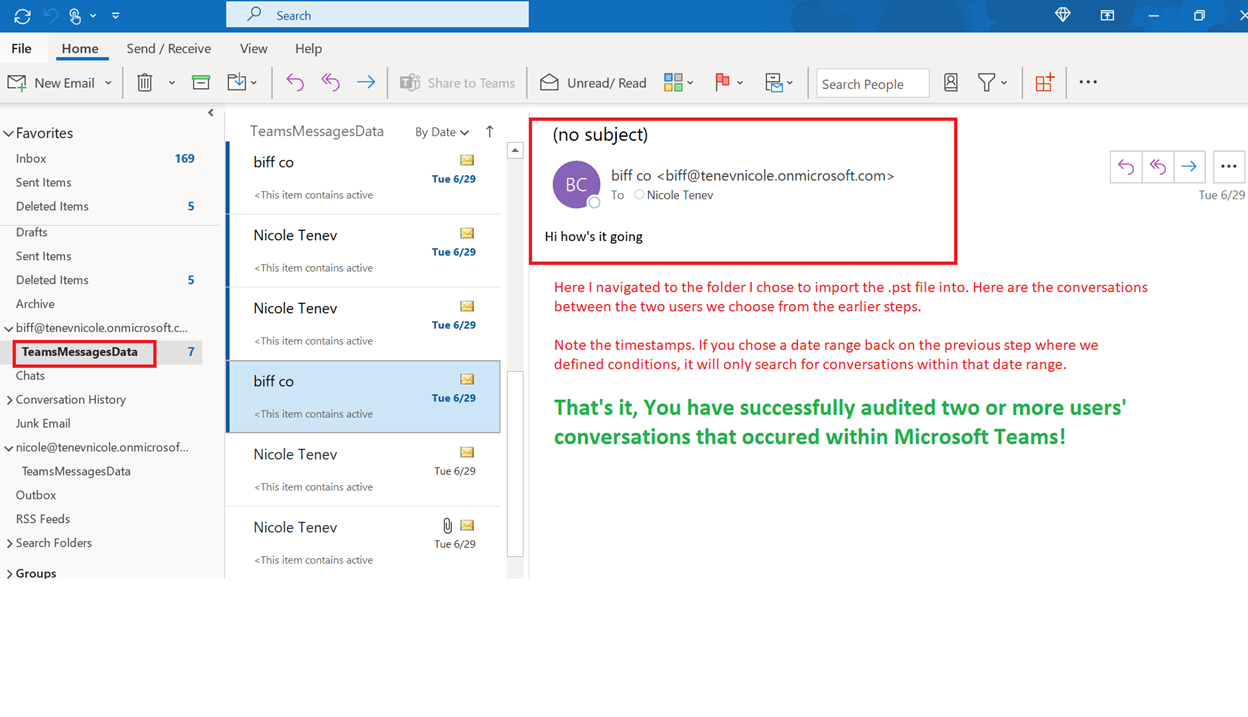 Search
File Home Send / Receive View Help
New Email Share to Teams Unread/ Read Search People
Favorites
Inbox 169
Sent Items
Deleted Items 5
Drafts
Sent Items
Deleted Items 5
Archive
biff@tenevnicole.onmicrosoft.c...
TeamsMessagesData 7
Chats
Conversation History
Junk Email
nicole@tenevnicole.onmicrosof...
TeamsMessagesData
Outbox
RSS Feeds
Search Folders
Groups
TeamsMessagesData By Date
biff co
Tue 6/29
<This item contains active
Nicole Tenev
Tue 6/29
<This item contains active
Nicole Tenev
Tue 6/29
<This item contains active
biff co
Tue 6/29
<This item contains active
Nicole Tenev
Tue 6/29
<This item contains active
Nicole Tenev
Tue 6/29
<This item contains active
(no subject)
BC
biff co <biff@tenevnicole.onmicrosoft.com>
To Nicole Tenev
Tue 6/29
Hi how's it going
Here I navigated to the folder I chose to import the .pst file into. Here are the conversations
between the two users we choose from the earlier steps.
Note the timestamps. If you chose a date range back on the previous step where we
defined conditions, it will only search for conversations within that date range.
That's it, You have successfully audited two or more users'
conversations that occured within Microsoft Teams!